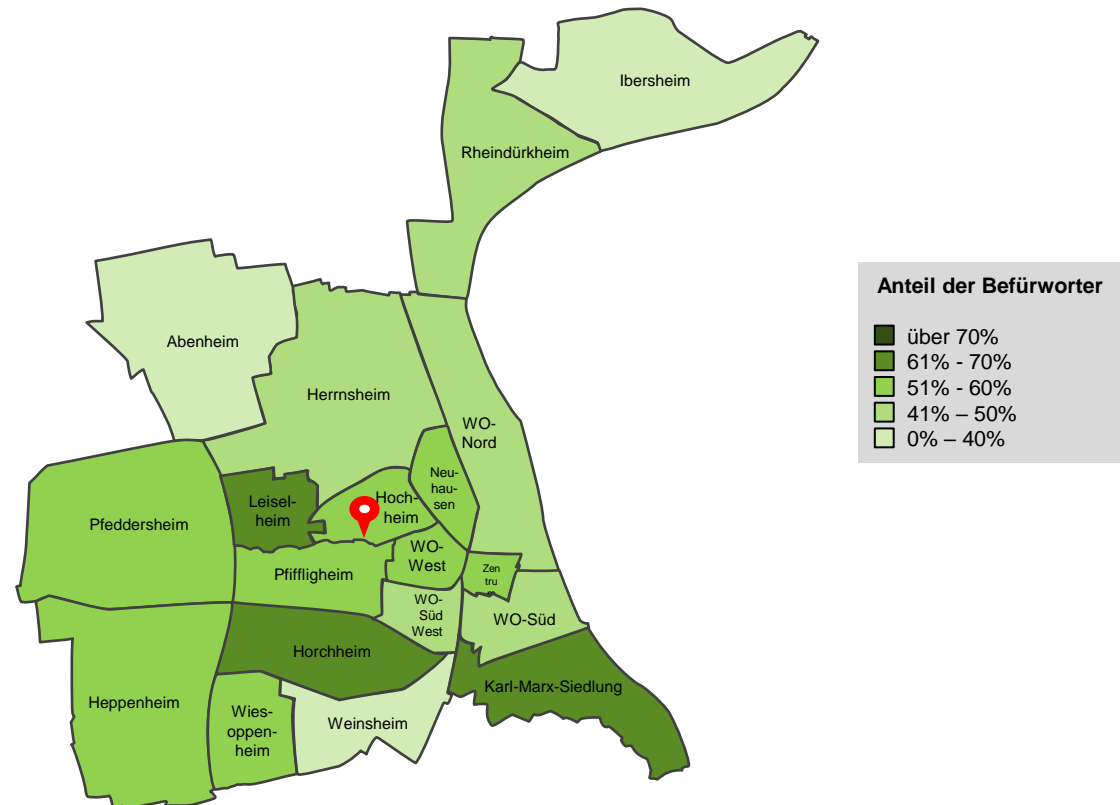 Ibersheim
Rheindürkheim
Anteil der Befürworter
über 70%
61% - 70%
51% - 60%
41% – 50%
0% – 40%
Abenheim
Herrnsheim
WO-
Nord
Neu-
hau-
sen
Leisel-
heim
Hoch-
heim
Pfeddersheim
WO-
West
Pfiffligheim
Zen
tru
WO-
Süd
West
WO-Süd
Horchheim
Karl-Marx-Siedlung
Heppenheim
Wies-
oppen-
heim
Weinsheim